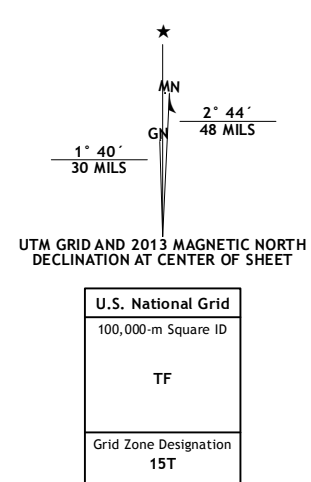 ★
MN
GN
2° 44´
48 MILS
1° 40´
30 MILS
UTM GRID AND 2013 MAGNETIC NORTH
DECLINATION AT CENTER OF SHEET
U.S. National Grid
100,000-m Square ID
TF
Grid Zone Designation
15T